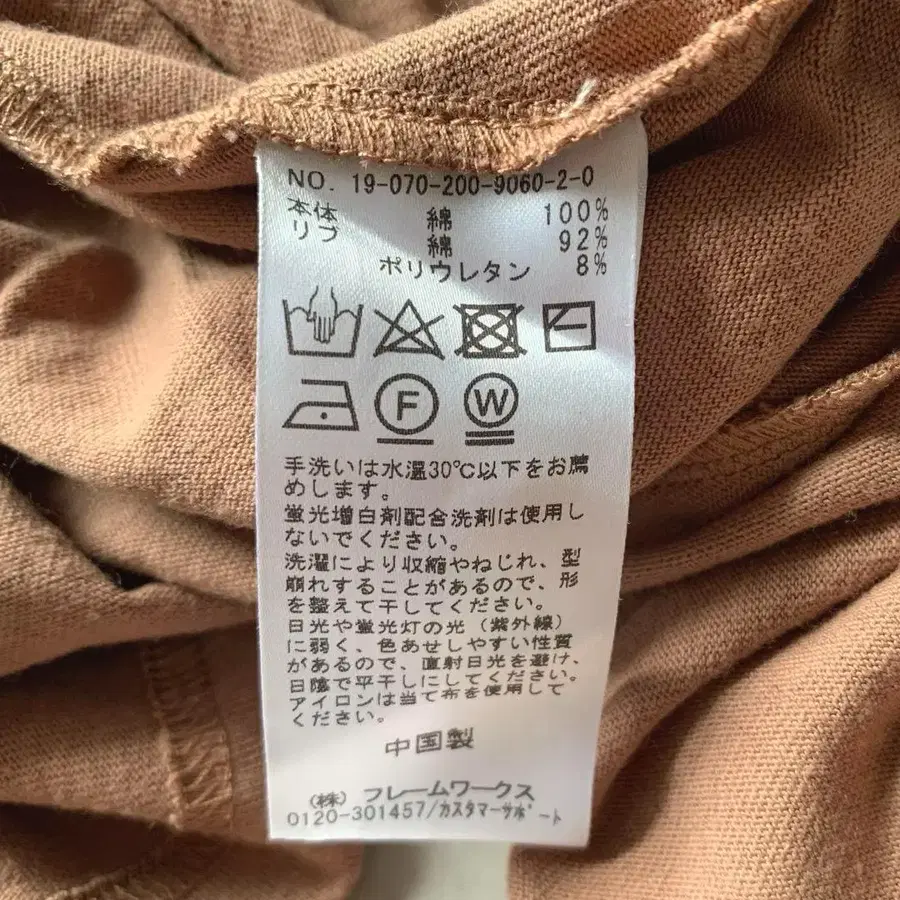 NO. 19-070-200-9060-2-0
本体 綿 100%
リブ 綿 92%
ポリウレタン 8%
F W
手洗いは水温30℃以下をお薦
めします。
蛍光増白剤配合洗剤は使用し
ないでください。
洗濯により収縮やねじれ、型
崩れすることがあるので、形
を整えて干してください。
日光や蛍光灯の光(紫外線)
に弱く、色あせしやすい性質
があるので、直射日光を避け、
日陰で平干しにしてください。
アイロンは当て布を使用して
ください。
中国製
(株)フレームワークス
0120-301457/カスタマーサポート